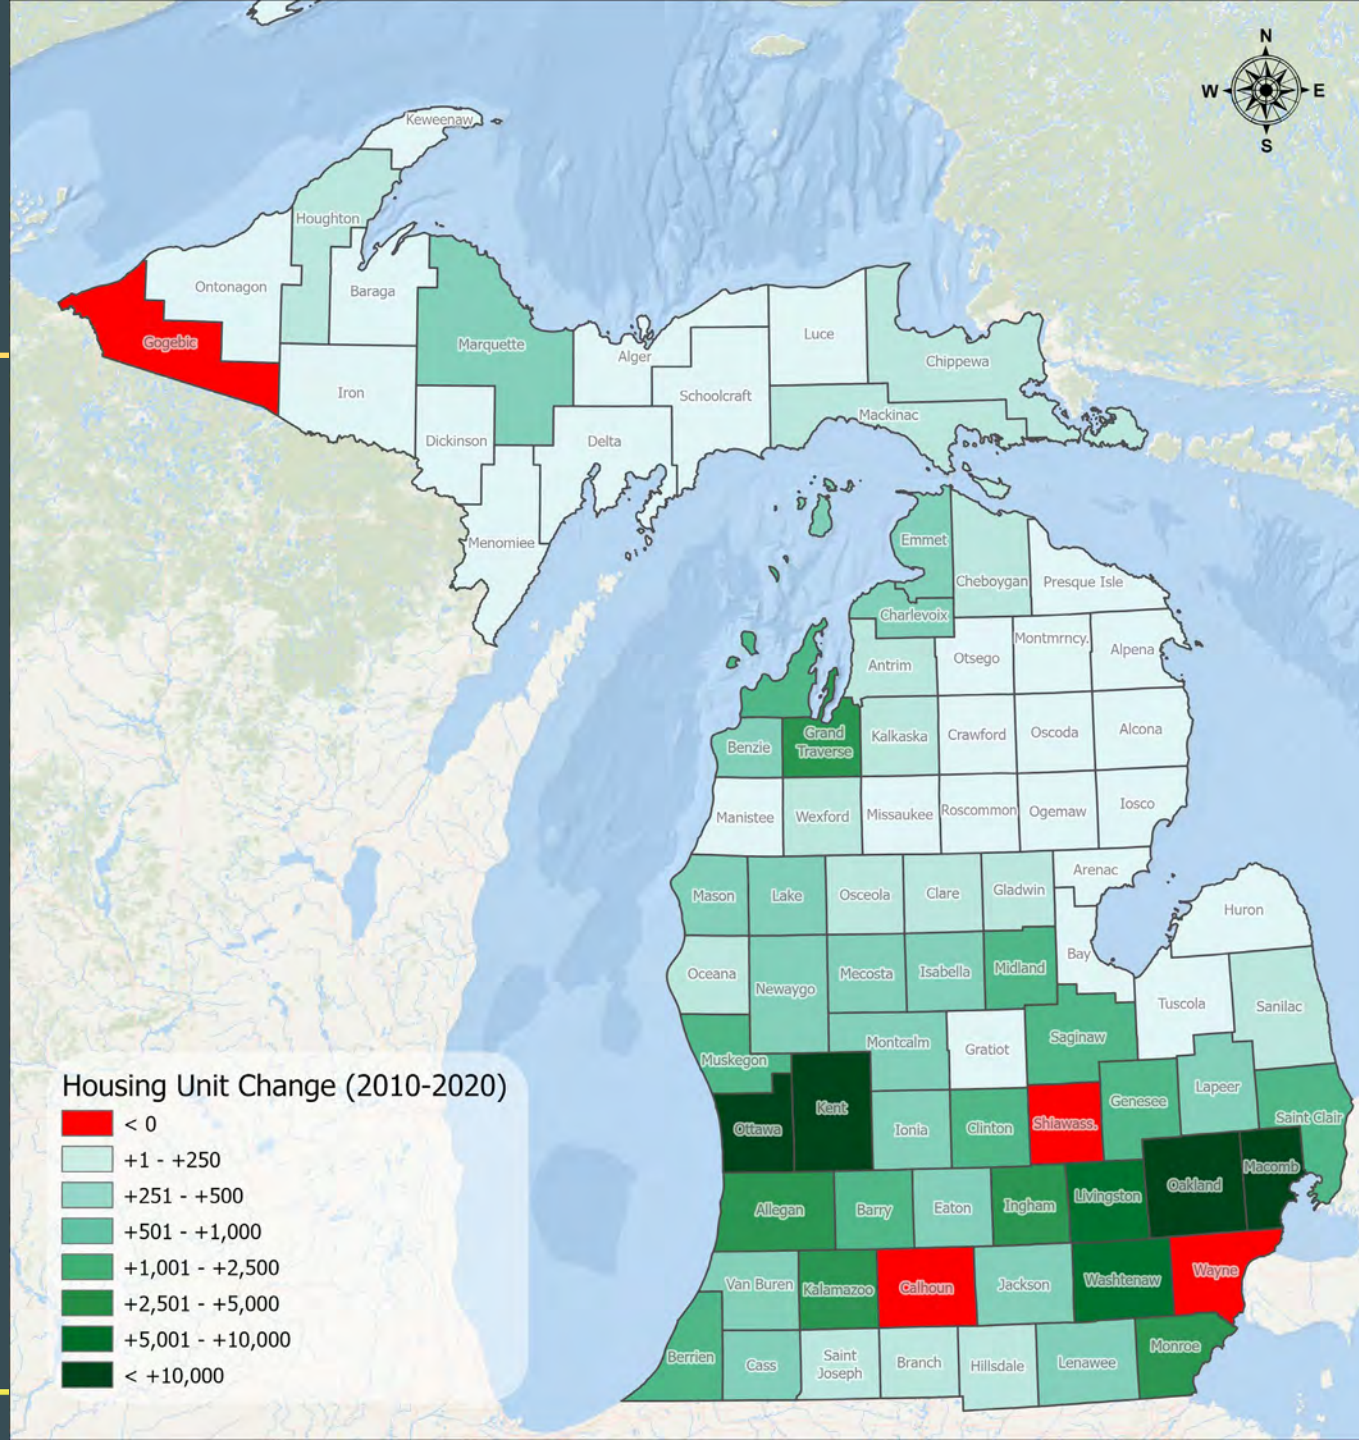 N
W E
S
Keweenaw
Houghton
Ontonagon
Baraga
Gogebic
Marquette
Iron
Dickinson
Alger
Luce
Chippewa
Schoolcraft
Mackinac
Delta
Menomiee
Emmet
Cheboygan
Presque Isle
Charlevoix
Antrim
Otsego
Montmrncy.
Alpena
Benzie
Grand
Traverse
Kalkaska
Crawford
Oscoda
Alcona
Manistee
Wexford
Missaukee
Roscommon
Ogemaw
Iosco
Mason
Lake
Osceola
Clare
Gladwin
Arenac
Huron
Oceana
Newaygo
Mecosta
Isabella
Midland
Bay
Tuscola
Sanilac
Muskegon
Montcalm
Gratiot
Saginaw
Ottawa
Kent
Ionia
Clinton
Shiawass.
Genesee
Lapeer
Saint Clair
Allegan
Barry
Eaton
Ingham
Livingston
Oakland
Macomb
Van Buren
Kalamazoo
Calhoun
Jackson
Washtenaw
Wayne
Berrien
Cass
Saint
Joseph
Branch
Hillsdale
Lenawee
Monroe
Housing Unit Change (2010-2020)
< 0
+1 - +250
+251 - +500
+501 - +1,000
+1,001 - +2,500
+2,501 - +5,000
+5,001 - +10,000
< +10,000